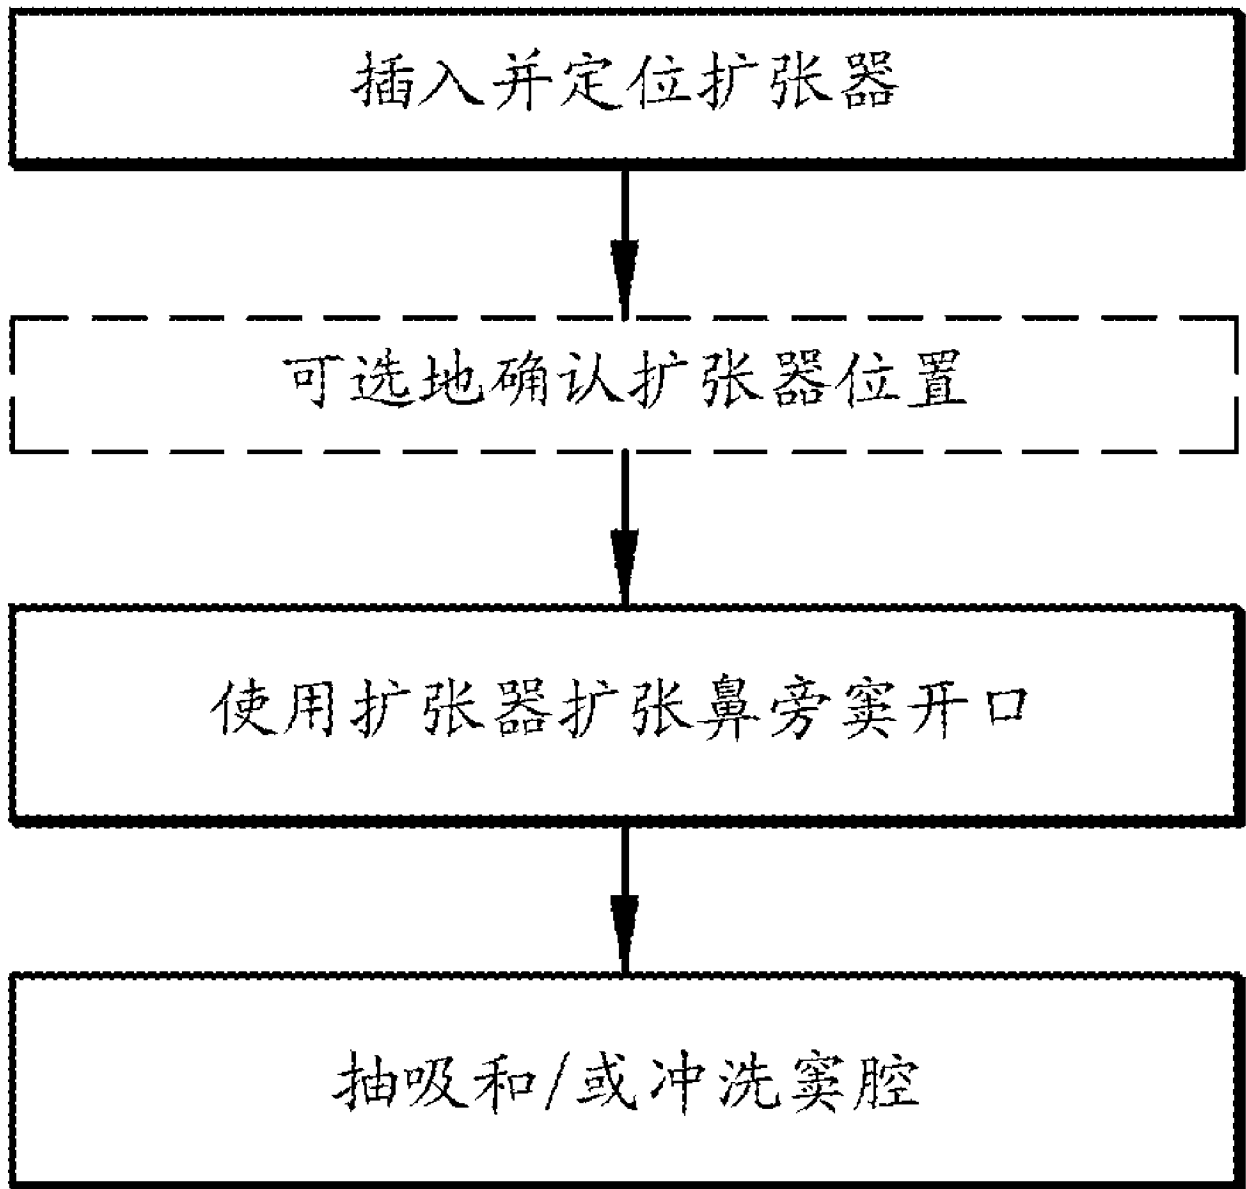 插入并定位扩张器
可选地确认扩张器位置
使用扩张器扩张鼻旁窦开口
抽吸和/或冲洗窦腔